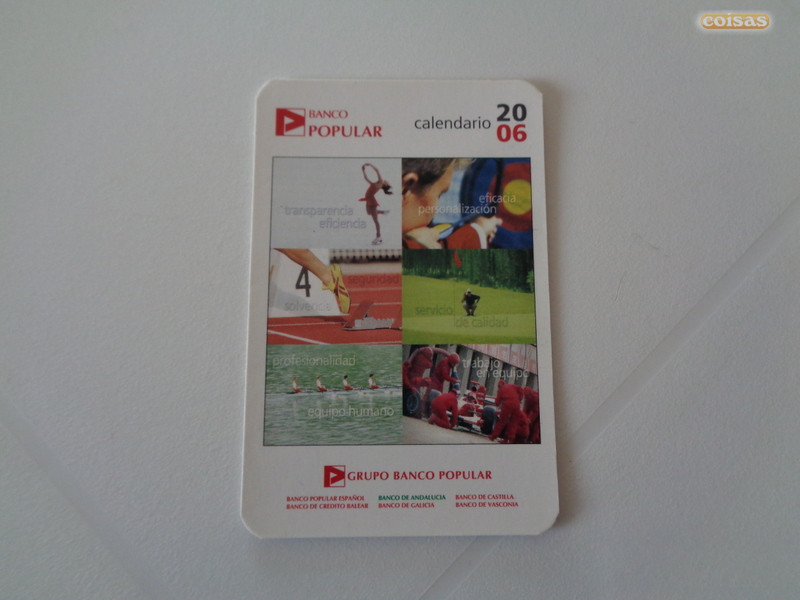 coisas
BANCO
POPULAR
calendario 20
06
transparencia
eficiencia
eficacia
personalización
4
seguridad
solvencia
servicio
de calidad
profesionalidad
equipo humano
trabajo
en equipo
GRUPO BANCO POPULAR
BANCO POPULAR ESPAÑOL BANCO DE ANDALUCIA BANCO DE CASTILLA
BANCO DE CREDITO BALEAR BANCO DE GALICIA BANCO DE VASCONIA